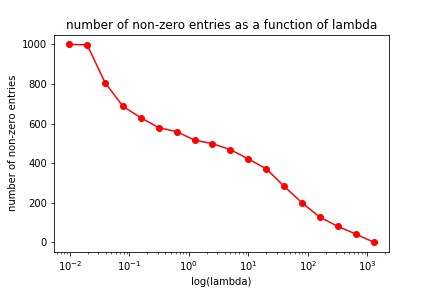 number of non-zero entries as a function of lambda
1000
800
600
400
200
0
number of non-zero entries
10⁻² 10⁻¹ 10⁰ 10¹ 10² 10³
log(lambda)